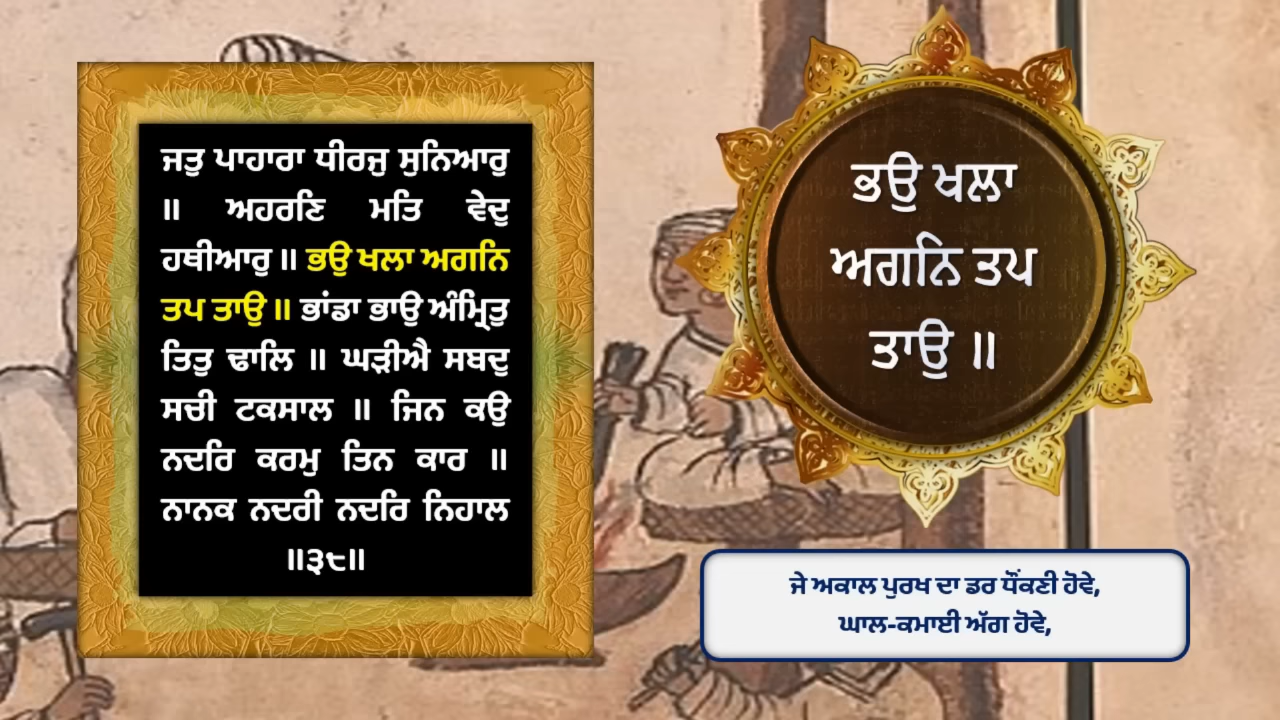 ਜਤੁ ਪਾਹਾਰਾ ਧੀਰਜੁ ਸੁਨਿਆਰੁ
॥ ਅਹਰਣਿ ਮਤਿ ਵੇਦੁ
ਹਥੀਆਰੁ ॥ ਭਉ ਖਲਾ ਅਗਨਿ
ਤਪ ਤਾਉ ॥ ਭਾਂਡਾ ਭਾਉ ਅੰਮ੍ਰਿਤੁ
ਤਿਤੁ ਢਾਲਿ ॥ ਘੜੀਐ ਸਬਦੁ
ਸਚੀ ਟਕਸਾਲ ॥ ਜਿਨ ਕਉ
ਨਦਰਿ ਕਰਮੁ ਤਿਨ ਕਾਰ ॥
ਨਾਨਕ ਨਦਰੀ ਨਦਰਿ ਨਿਹਾਲ
॥੩੮॥
ਭਉ ਖਲਾ
ਅਗਨਿ ਤਪ
ਤਾਉ ॥
ਜੇ ਅਕਾਲ ਪੁਰਖ ਦਾ ਡਰ ਧੌਂਕਣੀ ਹੋਵੇ,
ਘਾਲ-ਕਮਾਈ ਅੱਗ ਹੋਵੇ,